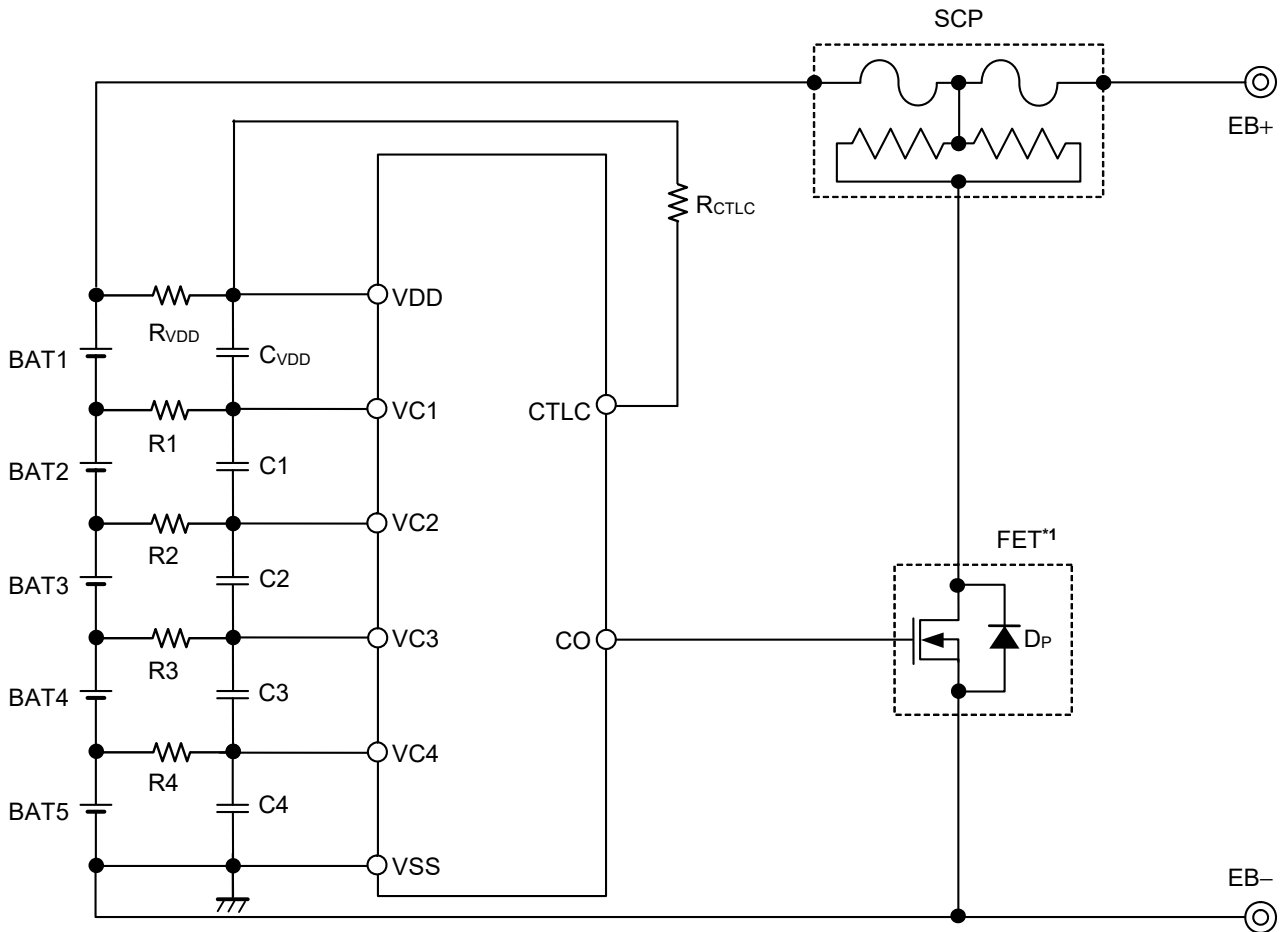 SCP
EB+
RCTLC
VDD
RVDD
CVDD
BAT1
VC1
CTLC
R1
C1
BAT2
VC2
R2
FET*1
C2
BAT3
VC3
CO
DP
R3
C3
BAT4
VC4
R4
C4
BAT5
VSS
EB−